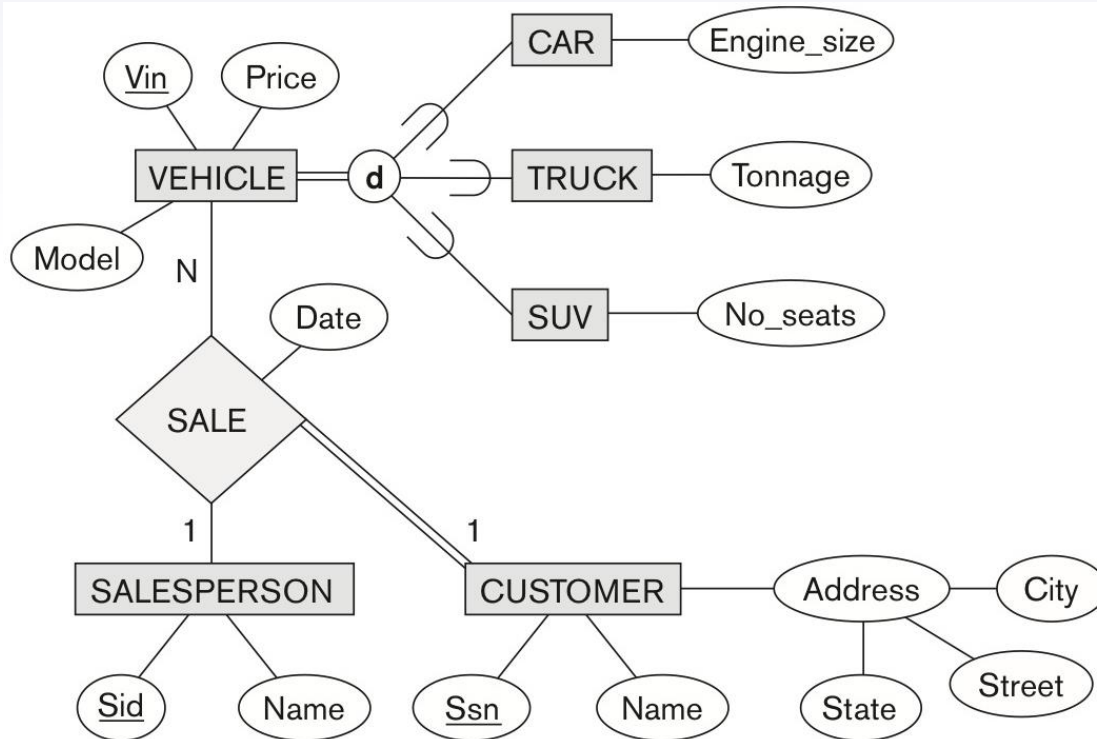 CAR
Engine_size
Vin
Price
VEHICLE
d
TRUCK
Tonnage
Model
N
Date
SUV
No_seats
SALE
1
1
SALESPERSON
CUSTOMER
Address
City
Sid
Name
Ssn
Name
State
Street